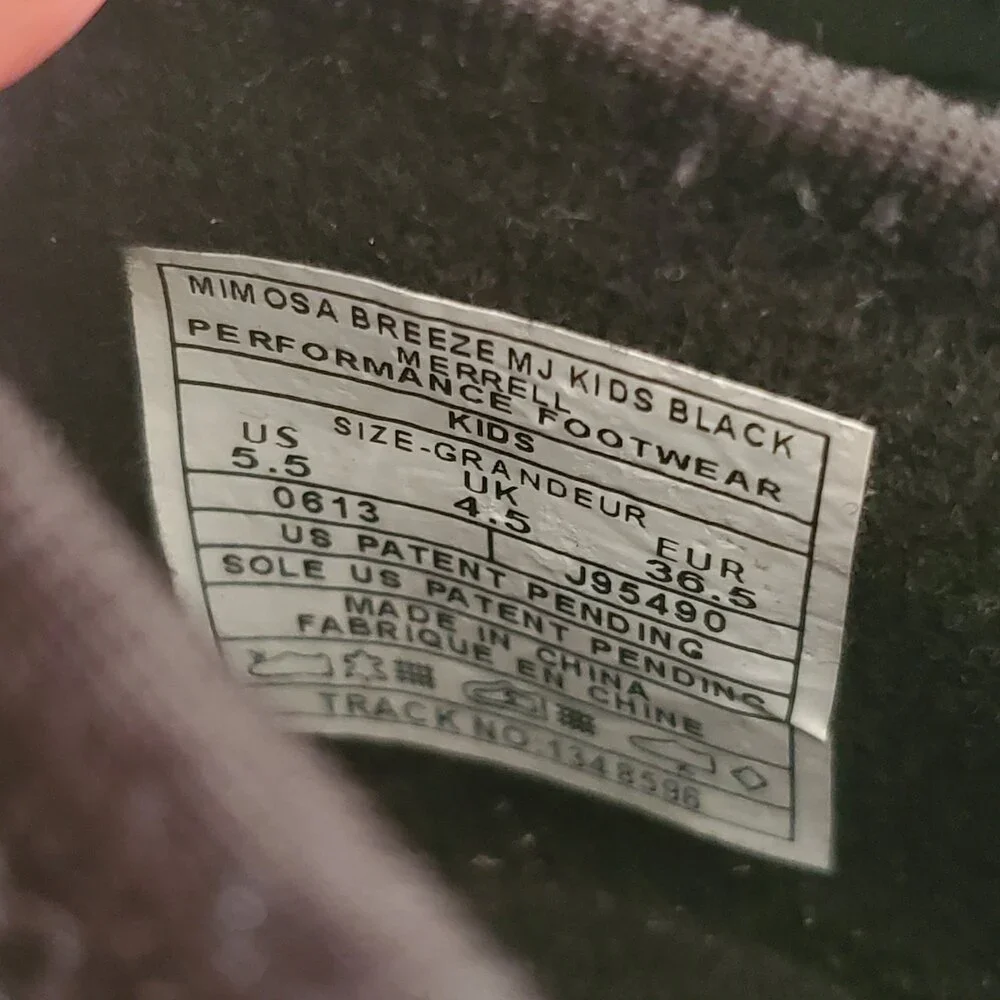 MIMOSA BREEZE MJ KIDS BLACK
MERRELL
PERFORMANCE FOOTWEAR
KIDS
SIZE-GRANDEUR
US UK EUR
5.5 4.5 36.5
0613 J95490
US PATENT PENDING
SOLE US PATENT PENDING
MADE IN CHINA
FABRIQUE EN CHINE
TRACK NO.1348596